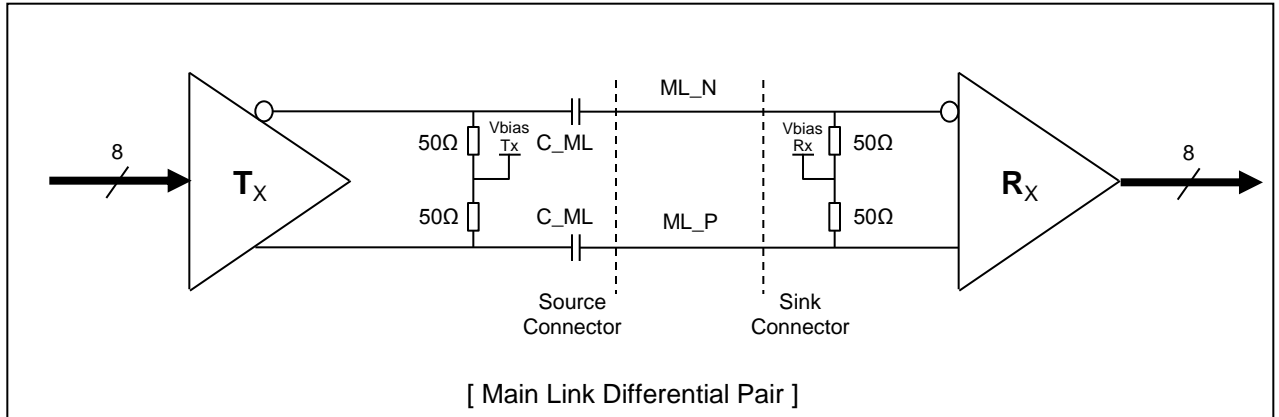 ML_N
Vbias
Tx
Vbias
Rx
50Ω
C_ML
50Ω
8
TX
RX
8
50Ω
C_ML
ML_P
50Ω
Source
Connector
Sink
Connector
[ Main Link Differential Pair ]